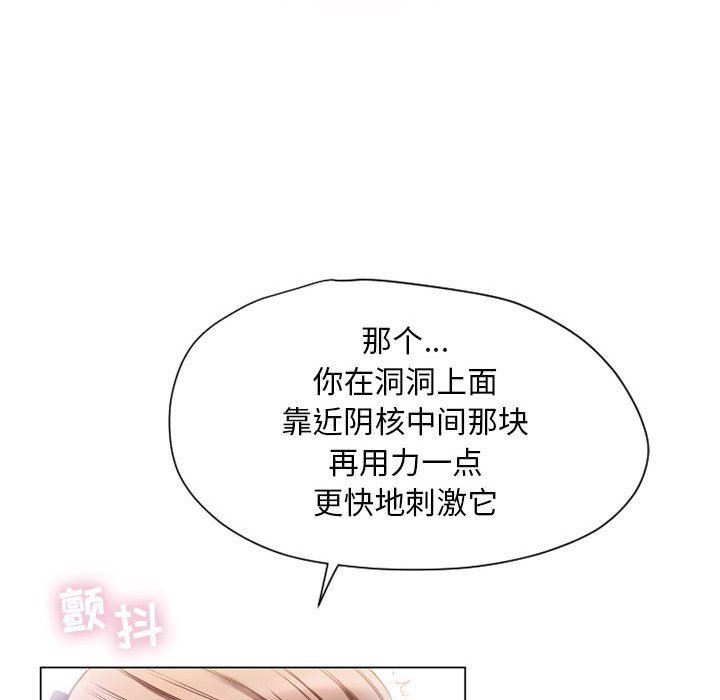 那个...
你在洞洞上面
靠近阴核中间那块
再用力一点
更快地刺激它
颤抖